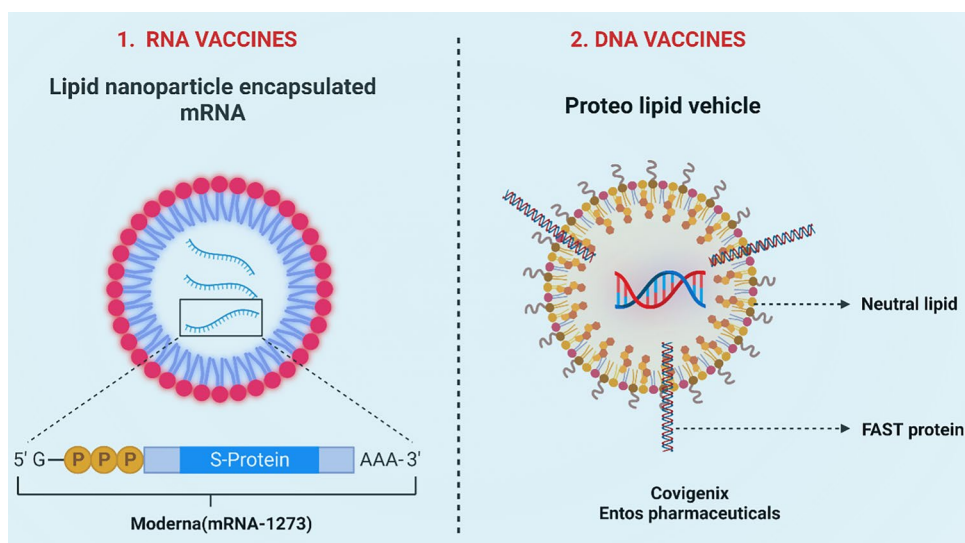 1. RNA VACCINES
Lipid nanoparticle encapsulated
mRNA
5' G P P P S-Protein AAA- 3'
Moderna(mRNA-1273)
2. DNA VACCINES
Proteo lipid vehicle
Neutral lipid
FAST protein
Covigenix
Entos pharmaceuticals